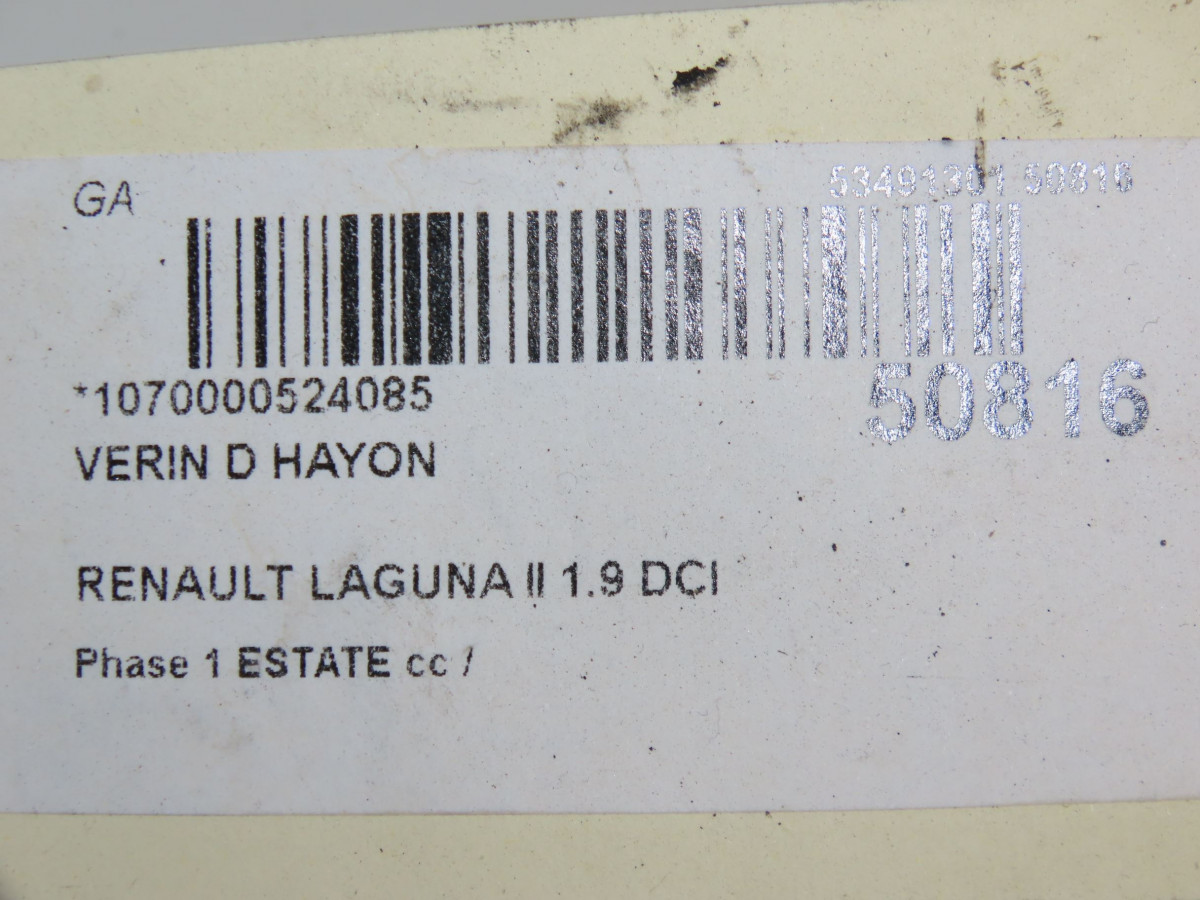 GA
53491301 50816
*1070000524085
50816
VERIN D HAYON
RENAULT LAGUNA II 1.9 DCI
Phase 1 ESTATE cc /